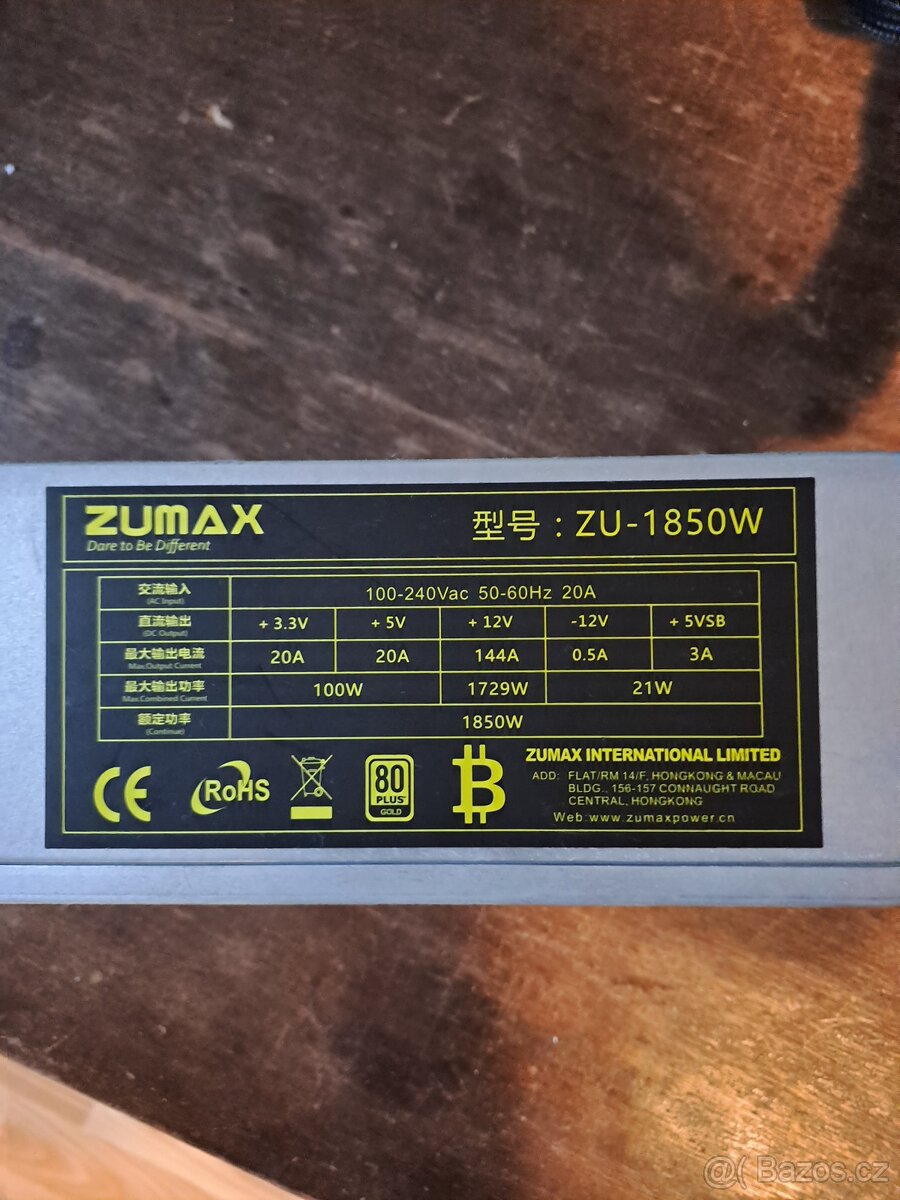 ZUMAX
Dare to Be Different
型号 : ZU-1850W
交流输入 100-240Vac 50-60Hz 20A
(AC Input)
直流输出 +3.3V +5V +12V -12V +5VSB
(DC Output)
最大输出电流 20A 20A 144A 0.5A 3A
Max.Output Current
最大输出功率 100W 1729W 21W
Max.Combined Current
额定功率 1850W
(Continue)
CE
RoHS
80
PLUS
GOLD
ZUMAX INTERNATIONAL LIMITED
ADD: FLAT/RM 14/F, HONGKONG & MACAU
BLDG., 156-157 CONNAUGHT ROAD
CENTRAL, HONGKONG
Web:www.zumaxpower.cn
@( Bazos.cz